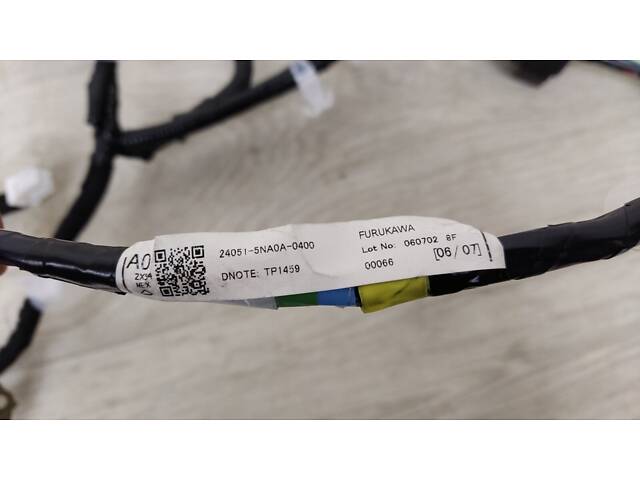 A0
24051-5NA0A-0400
DNOTE: TP1459
FURUKAWA
Lot No: 060702 8F
00066 [06/07]